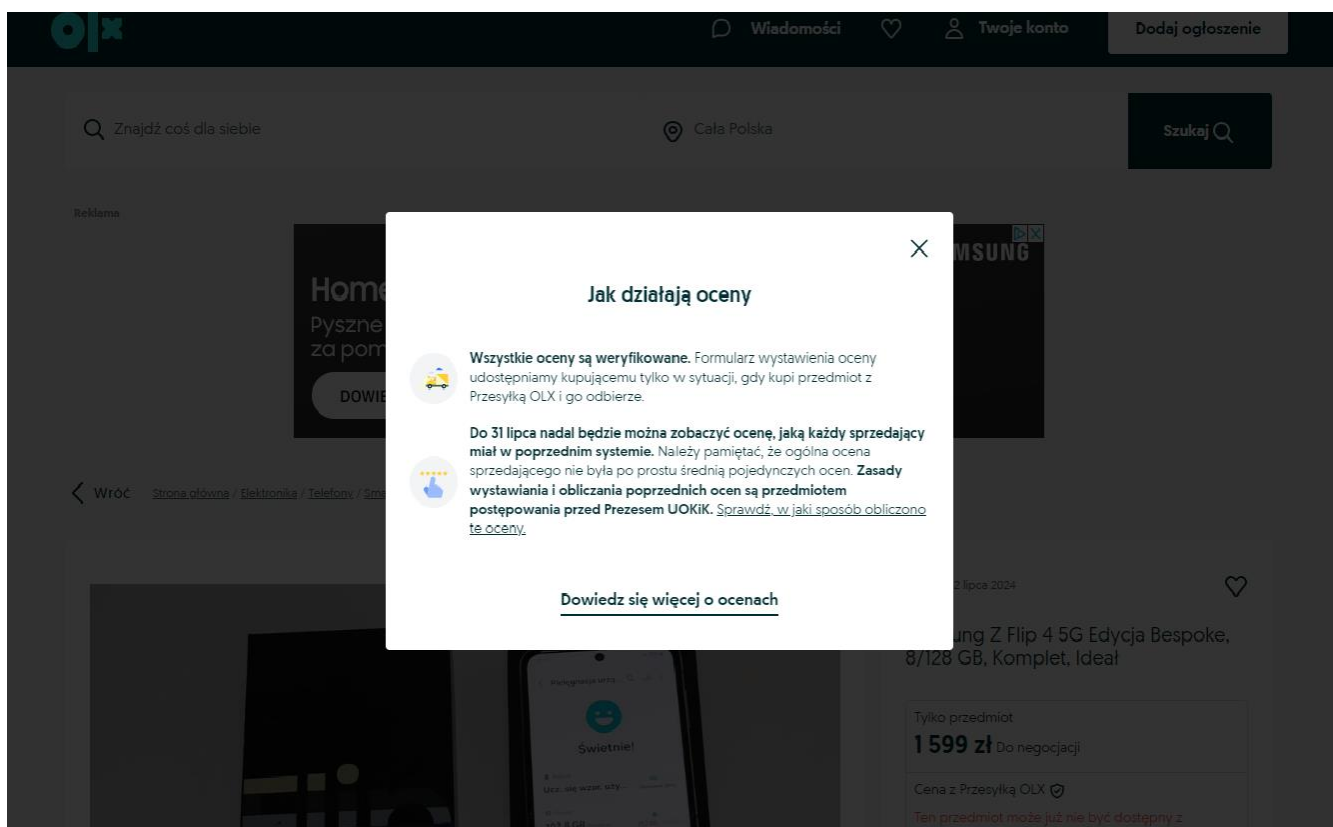 olx
Wiadomości
Twoje konto
Dodaj ogłoszenie
Znajdź coś dla siebie
Cała Polska
Szukaj
Reklama
MSUNG
Home
Pyszne
za pom
DOWIE
Jak działają oceny
Wszystkie oceny są weryfikowane. Formularz wystawienia oceny
udostępniamy kupującemu tylko w sytuacji, gdy kupi przedmiot z
Przesyłką OLX i go odbierze.
Do 31 lipca nadal będzie można zobaczyć ocenę, jaką każdy sprzedający
miał w poprzednim systemie. Należy pamiętać, że ogólna ocena
sprzedającego nie była po prostu średnią pojedynczych ocen. Zasady
wystawiania i obliczania poprzednich ocen są przedmiotem
postępowania przed Prezesem UOKiK. Sprawdź, w jaki sposób obliczono
te oceny.
Dowiedz się więcej o ocenach
Wróć Strona główna / Elektronika / Telefony / Sma
2 lipca 2024
ung Z Flip 4 5G Edycja Bespoke,
8/128 GB, Komplet, Ideał
Tylko przedmiot
1 599 zł Do negocjacji
Cena z Przesyłką OLX
Ten przedmiot może już nie być dostępny z
Świetnie!